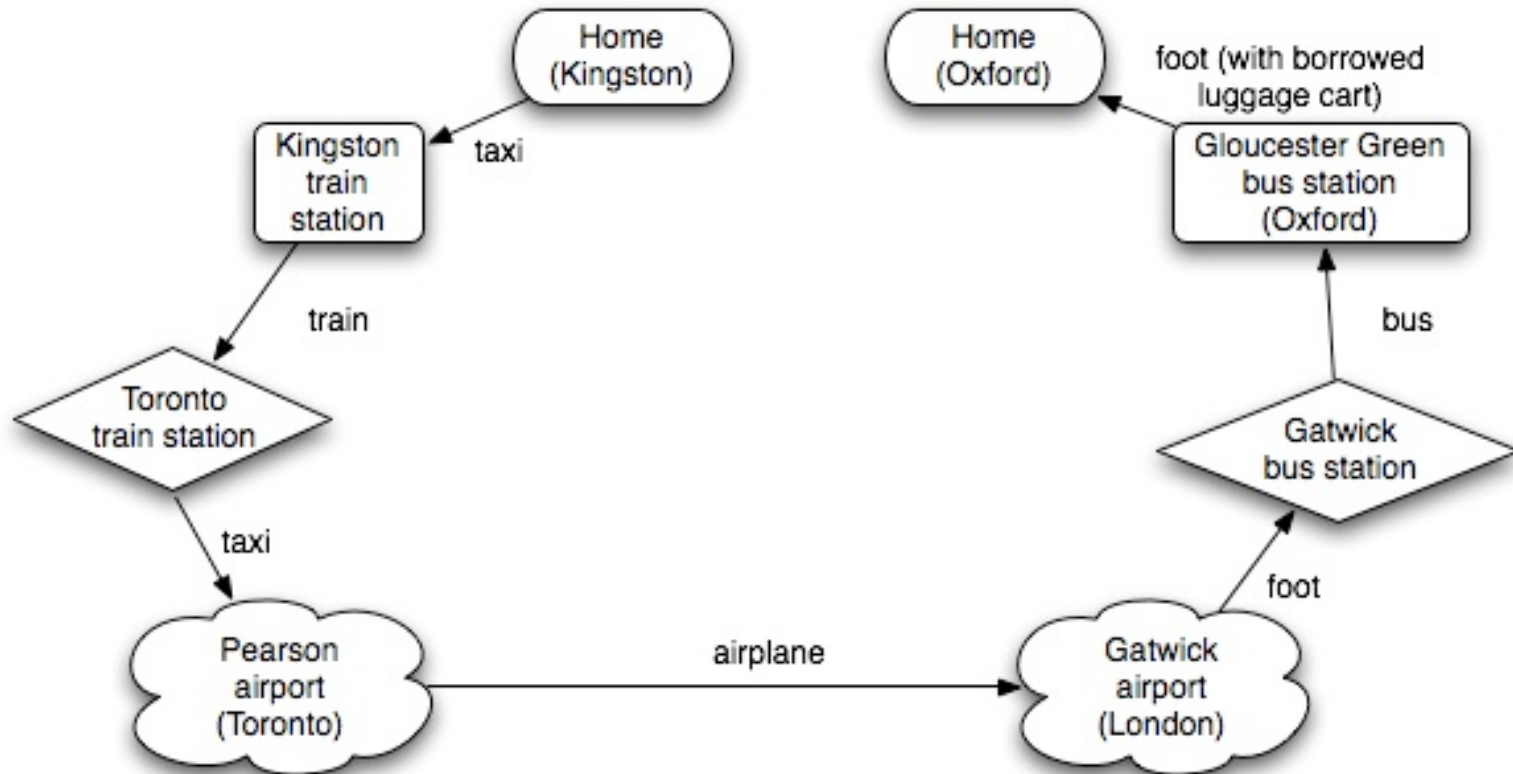 Home
(Kingston)
taxi
Kingston
train
station
train
Toronto
train station
taxi
Pearson
airport
(Toronto)
airplane
Gatwick
airport
(London)
foot
Gatwick
bus station
bus
Gloucester Green
bus station
(Oxford)
foot (with borrowed
luggage cart)
Home
(Oxford)